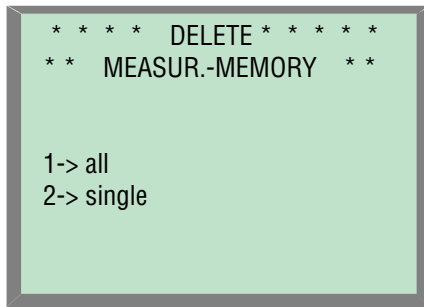 * * * * DELETE * * * * *
* * MEASUR.-MEMORY * *
1-> all
2-> single